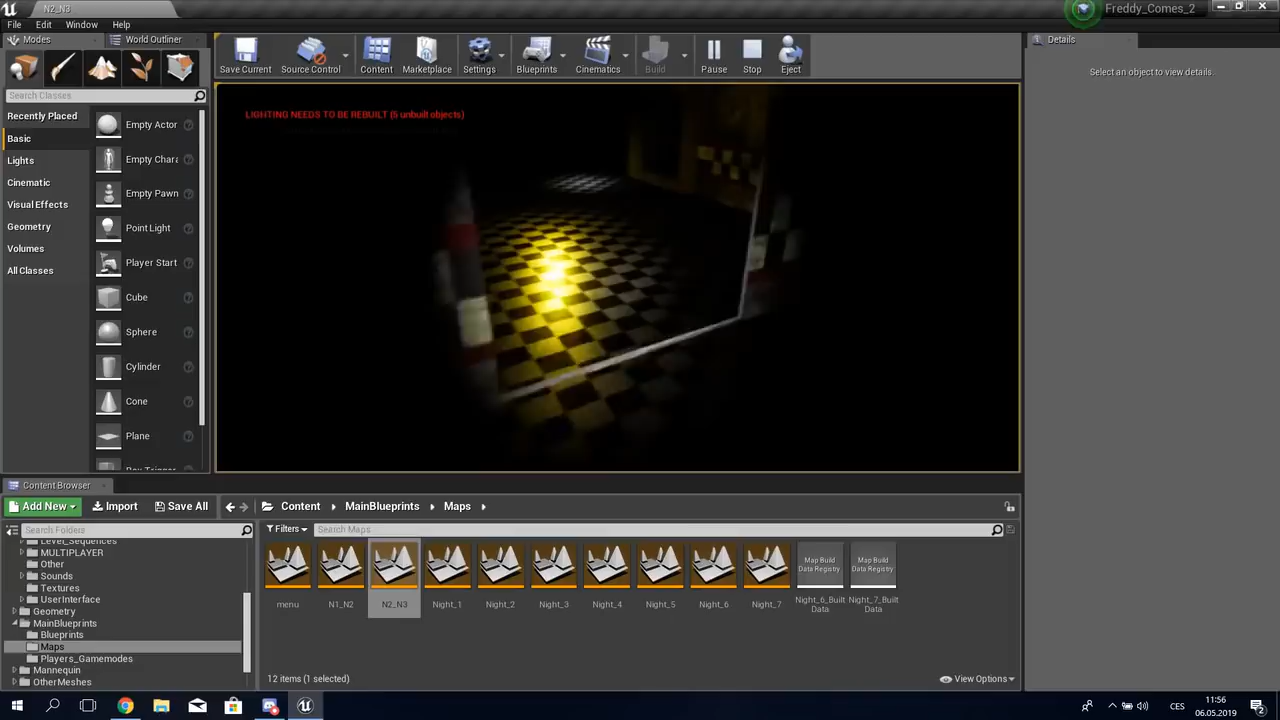 N2_N3
Freddy_Comes_2
File Edit Window Help
Modes World Outliner
Search Classes
Recently Placed
Basic
Lights
Cinematic
Visual Effects
Geometry
Volumes
All Classes
Empty Actor
Empty Chara
Empty Pawn
Point Light
Player Start
Cube
Sphere
Cylinder
Cone
Plane
Box Trigger
Save Current Source Control Content Marketplace Settings Blueprints Cinematics Build Pause Stop Eject
LIGHTING NEEDS TO BE REBUILT (5 unbuilt objects)
Details
Select an object to view details.
Content Browser
Add New Import Save All Content MainBlueprints Maps
Search Folders
Filters Search Maps
Level_Sequences
MULTIPLAYER
Other
Sounds
Textures
UserInterface
Geometry
MainBlueprints
Blueprints
Maps
Players_Gamemodes
Mannequin
OtherMeshes
Map Build
Data Registry
Map Build
Data Registry
menu N1_N2 N2_N3 Night_1 Night_2 Night_3 Night_4 Night_5 Night_6 Night_7
Night_6_Built
Data
Night_7_Built
Data
12 items (1 selected)
View Options
CES
11:56
06.05.2019
2